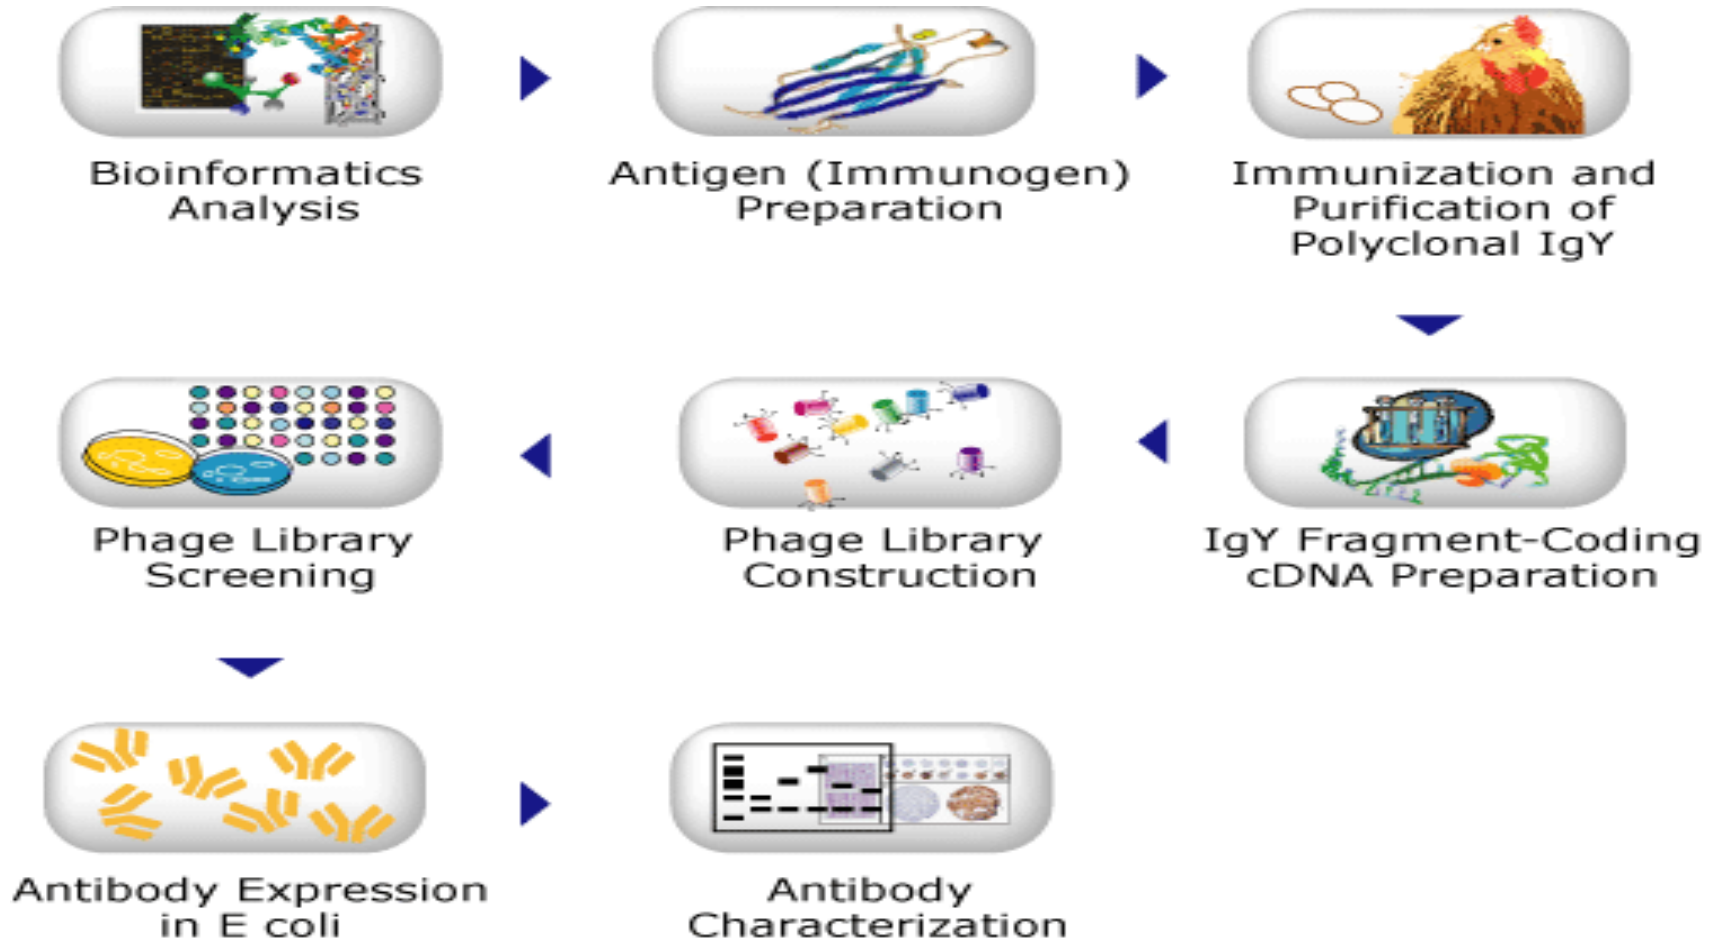 Bioinformatics
Analysis
Antigen (Immunogen)
Preparation
Immunization and
Purification of
Polyclonal IgY
IgY Fragment-Coding
cDNA Preparation
Phage Library
Construction
Phage Library
Screening
Antibody Expression
in E coli
Antibody
Characterization